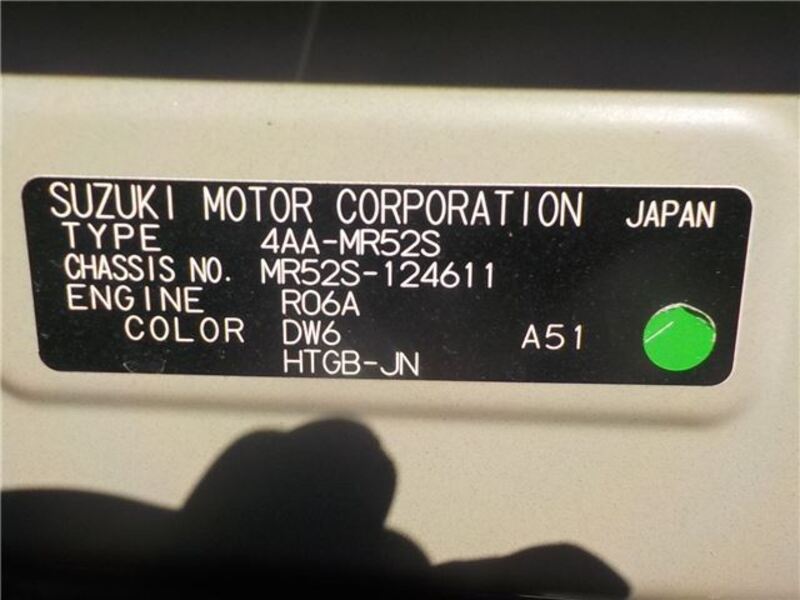 SUZUKI MOTOR CORPORATION JAPAN
TYPE 4AA-MR52S
CHASSIS NO. MR52S-124611
ENGINE R06A
COLOR DW6 A51
HTGB-JN